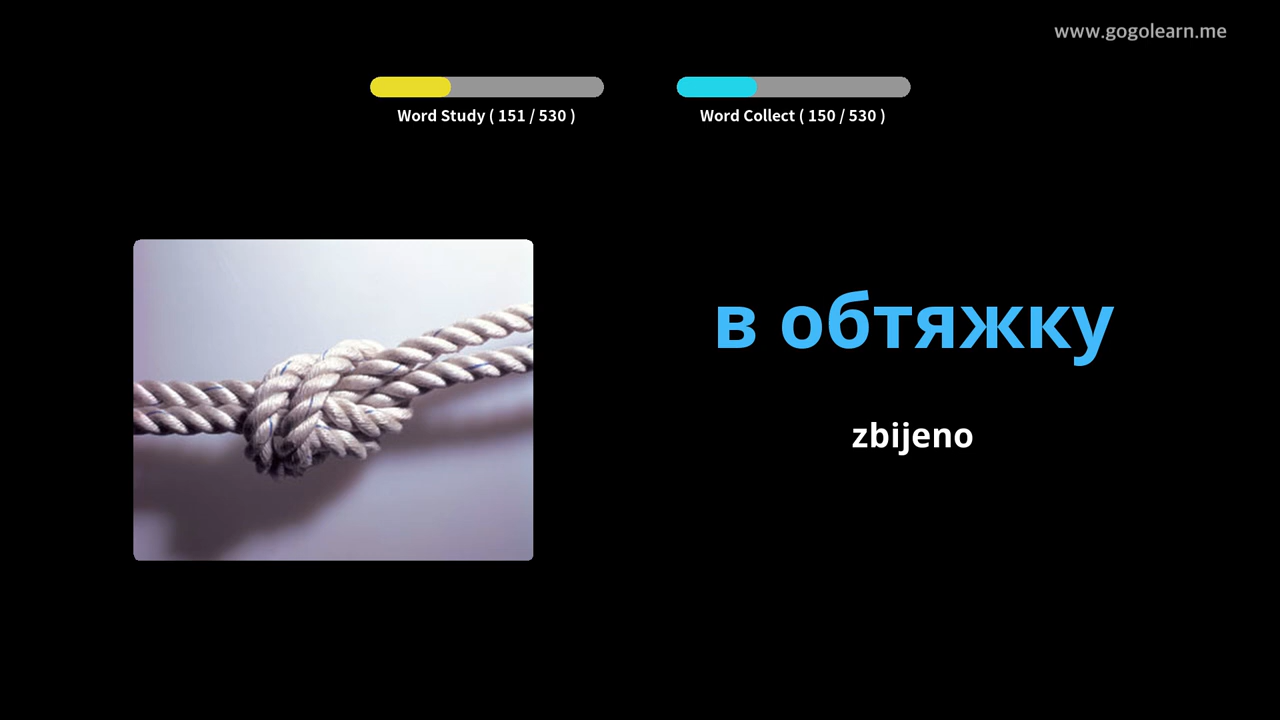 www.gogolearn.me
Word Study ( 151 / 530 )
Word Collect ( 150 / 530 )
в обтяжку
zbijeno